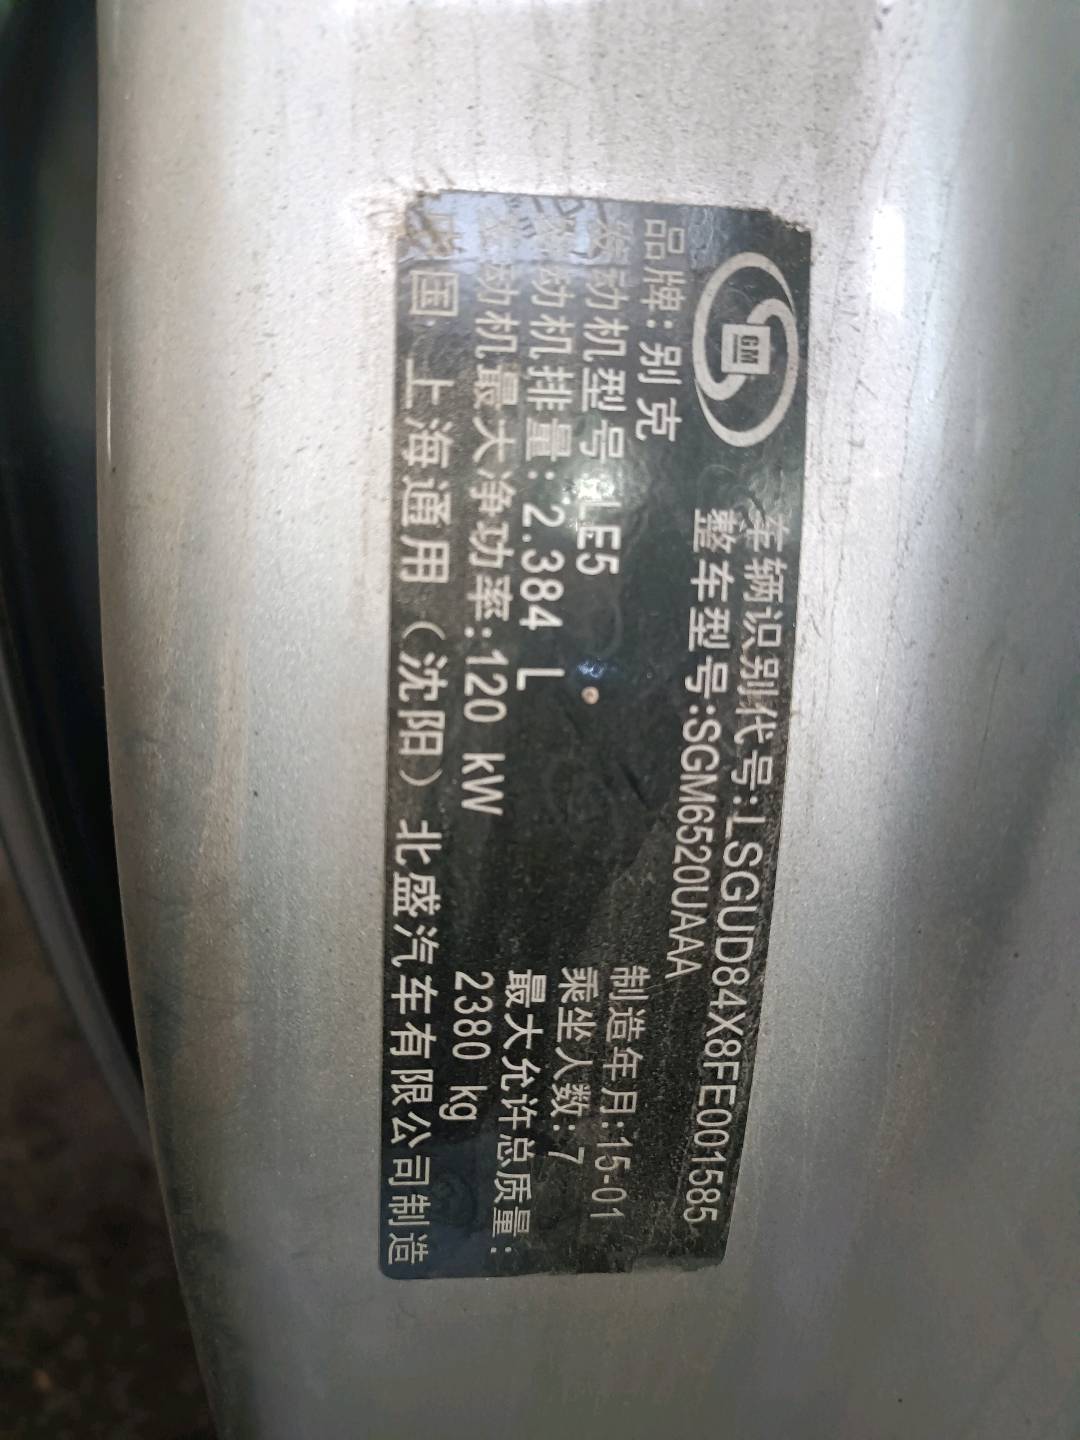 GM
车辆识别代号:LSGUD84X8FE001585
整车型号:SGM6520UAAA
品牌:别克
发动机型号 LE5 制造年月:15-01
发动机排量:2.384 L 乘坐人数:7
发动机最大净功率:120 kW 最大允许总质量:
2380 kg
中国 上海通用（沈阳）北盛汽车有限公司制造